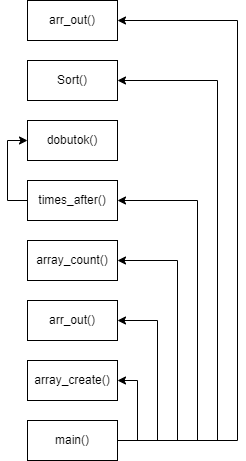 arr_out()
Sort()
dobutok()
times_after()
array_count()
arr_out()
array_create()
main()